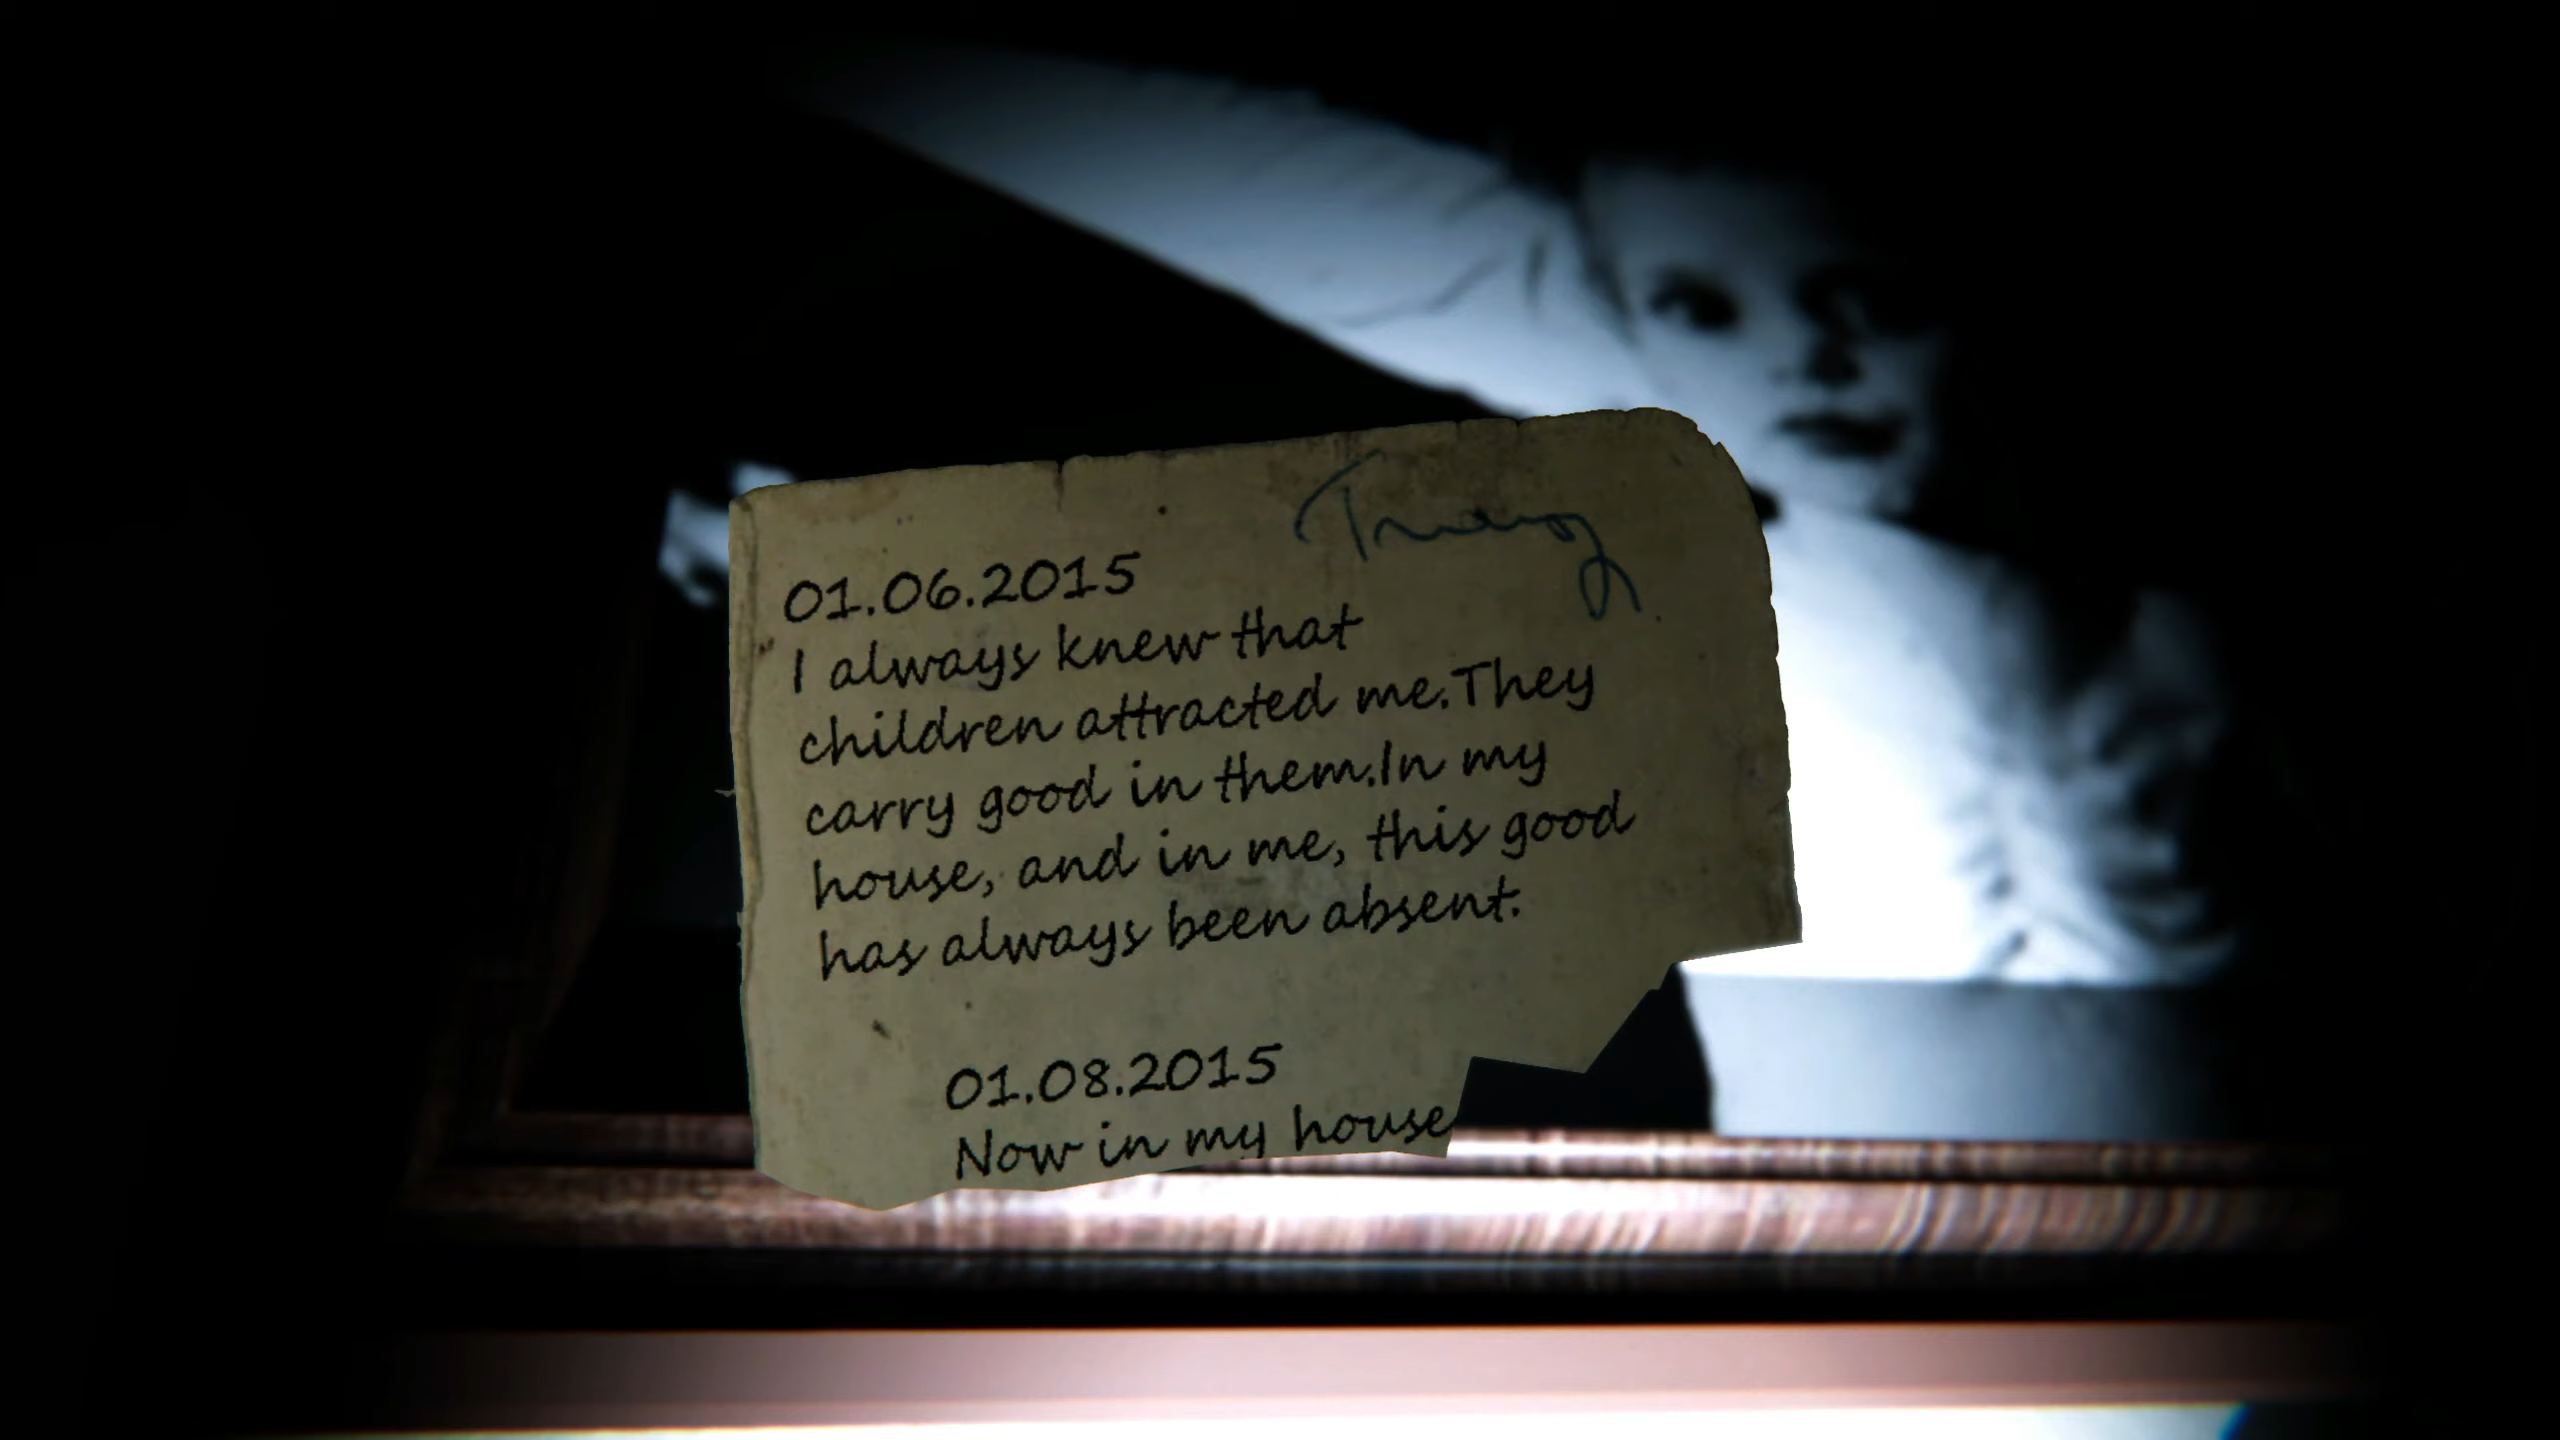 01.06.2015
I always knew that
children attracted me.They
carry good in them.In my
house, and in me, this good
has always been absent.
01.08.2015
Now in my house